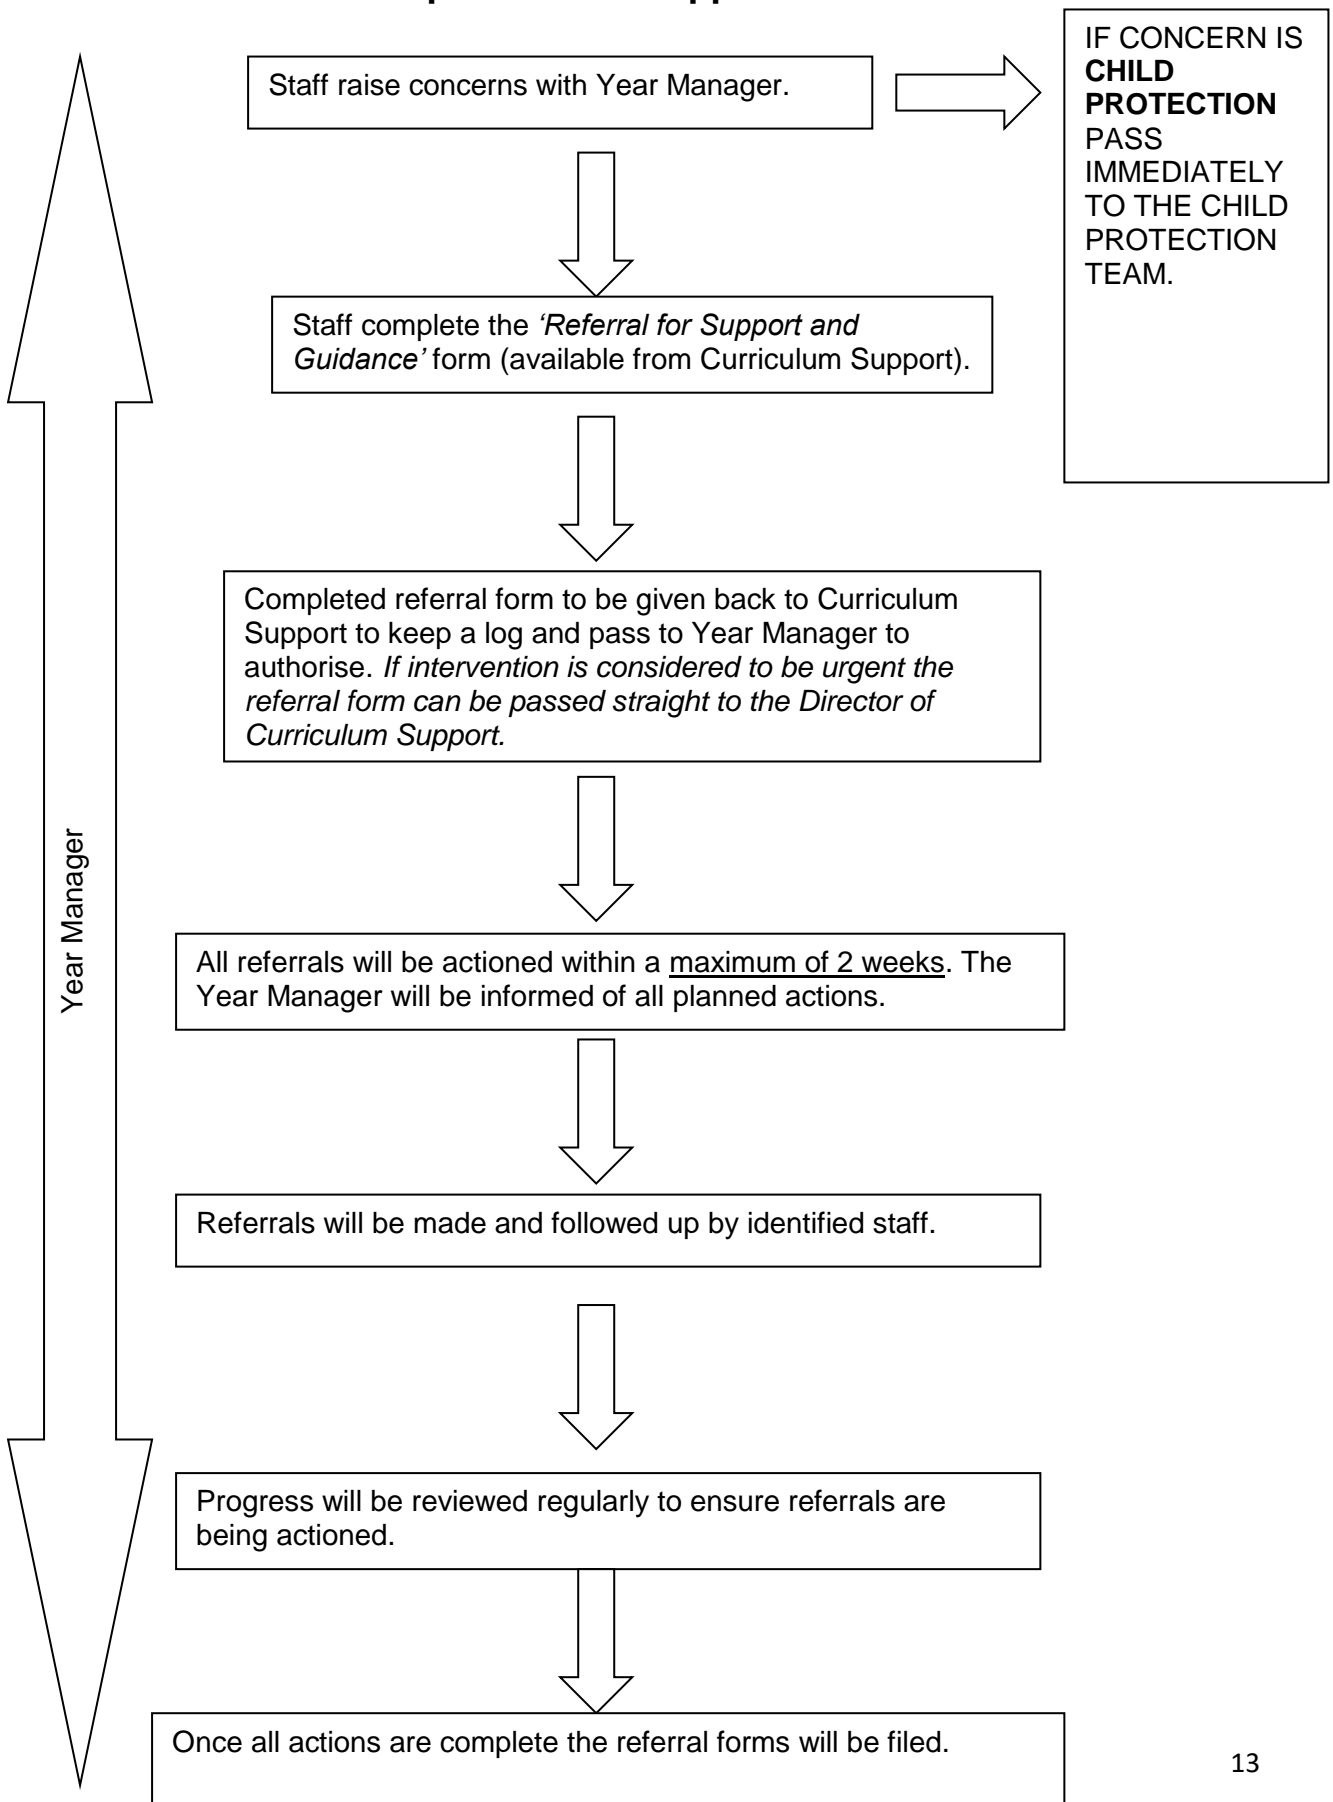 Staff raise concerns with Year Manager.
IF CONCERN IS
CHILD
PROTECTION
PASS
IMMEDIATELY
TO THE CHILD
PROTECTION
TEAM.
Staff complete the ‘Referral for Support and
Guidance’ form (available from Curriculum Support).
Completed referral form to be given back to Curriculum
Support to keep a log and pass to Year Manager to
authorise. If intervention is considered to be urgent the
referral form can be passed straight to the Director of
Curriculum Support.
Year Manager
All referrals will be actioned within a maximum of 2 weeks. The
Year Manager will be informed of all planned actions.
Referrals will be made and followed up by identified staff.
Progress will be reviewed regularly to ensure referrals are
being actioned.
Once all actions are complete the referral forms will be filed.
13